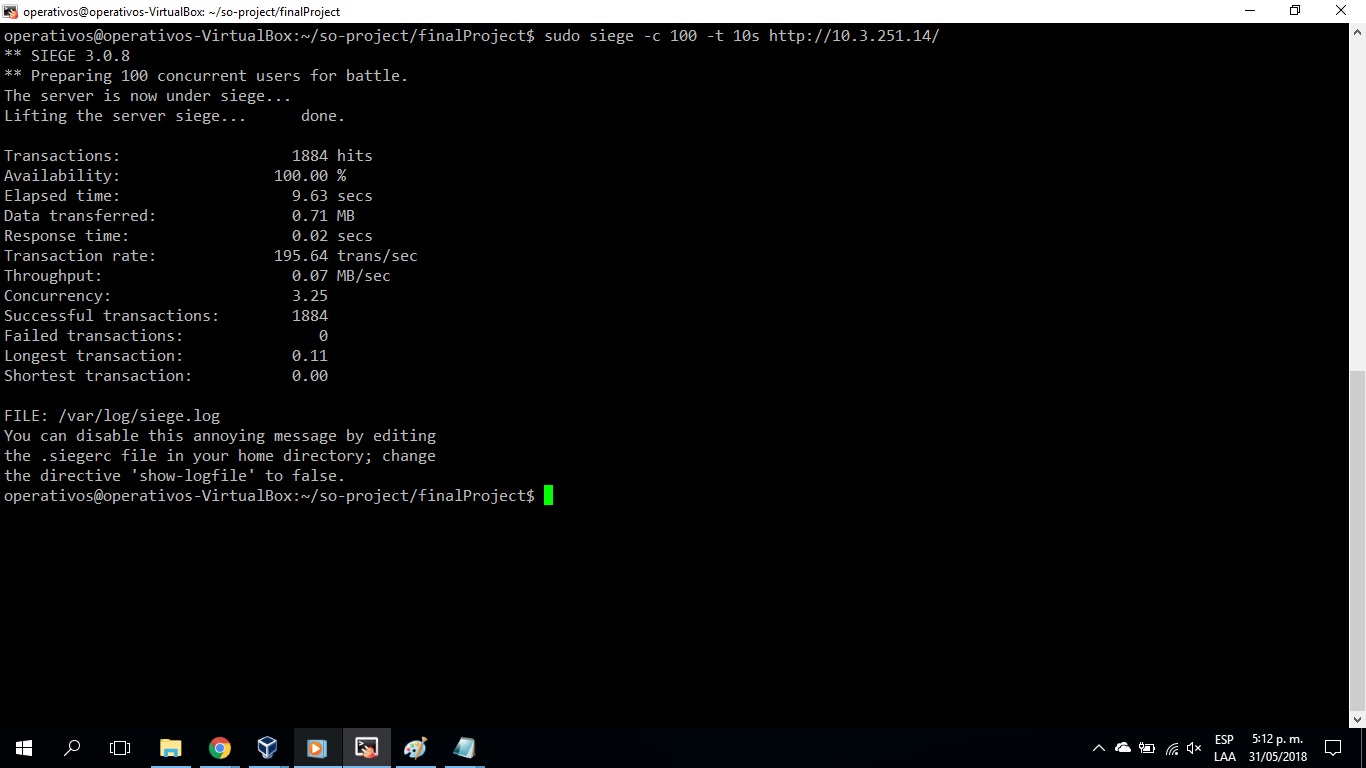 operativos@operativos-VirtualBox: ~/so-project/finalProject
operativos@operativos-VirtualBox:~/so-project/finalProject$ sudo siege -c 100 -t 10s http://10.3.251.14/
** SIEGE 3.0.8
** Preparing 100 concurrent users for battle.
The server is now under siege...
Lifting the server siege...      done.
Transactions:                   1884 hits
Availability:                 100.00 %
Elapsed time:                   9.63 secs
Data transferred:               0.71 MB
Response time:                  0.02 secs
Transaction rate:             195.64 trans/sec
Throughput:                     0.07 MB/sec
Concurrency:                    3.25
Successful transactions:        1884
Failed transactions:               0
Longest transaction:            0.11
Shortest transaction:           0.00
FILE: /var/log/siege.log
You can disable this annoying message by editing
the .siegerc file in your home directory; change
the directive 'show-logfile' to false.
operativos@operativos-VirtualBox:~/so-project/finalProject$
ESP
LAA
5:12 p. m.
31/05/2018